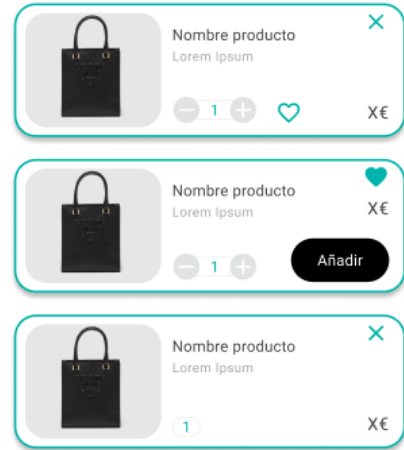 Nombre producto
Lorem Ipsum
1
X€
Nombre producto
Lorem Ipsum
X€
1
Añadir
Nombre producto
Lorem Ipsum
1
X€